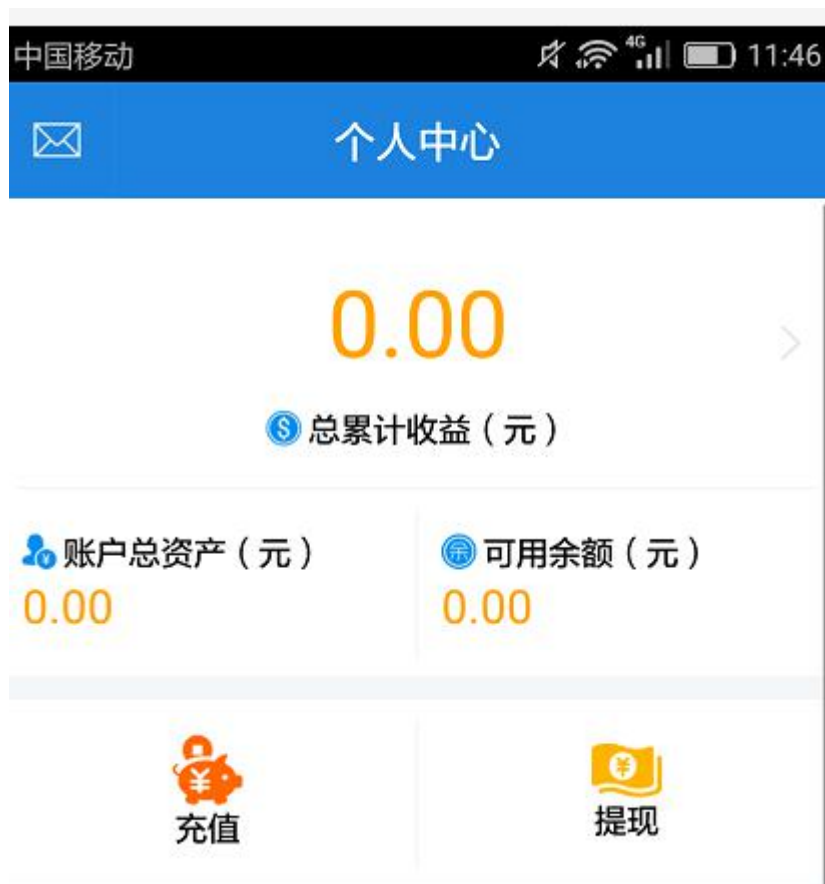 中国移动 4G 11:46
个人中心
0.00
总累计收益（元）
账户总资产（元） 余 可用余额（元）
0.00 0.00
¥ ¥
充值 提现